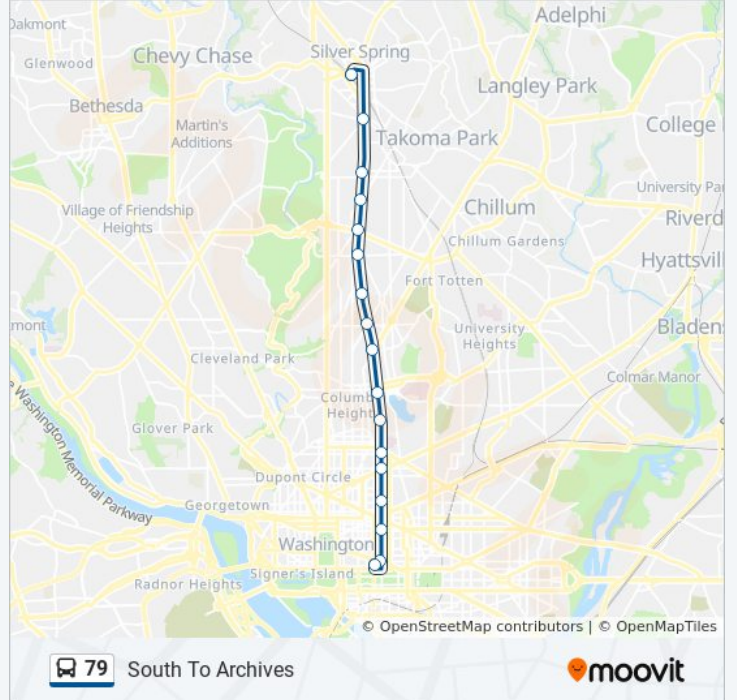 Oakmont
Adelphi
Silver Spring
Chevy Chase
Glenwood
Langley Park
Bethesda
Martin's
Additions
College
Takoma Park
University Par
Village of Friendship
Heights
Chillum
Riverd
Chillum Gardens
Hyattsvill
Fort Totten
mont
University
Heights
Bladens
Cleveland Park
Colmar Manor
Columb
Height
Glover Park
e Washington Memorial Parkway
Dupont Circle
Georgetown
Washington
Signer's Island
Radnor Heights
© OpenStreetMap contributors | © OpenMapTiles
79 South To Archives
moovit